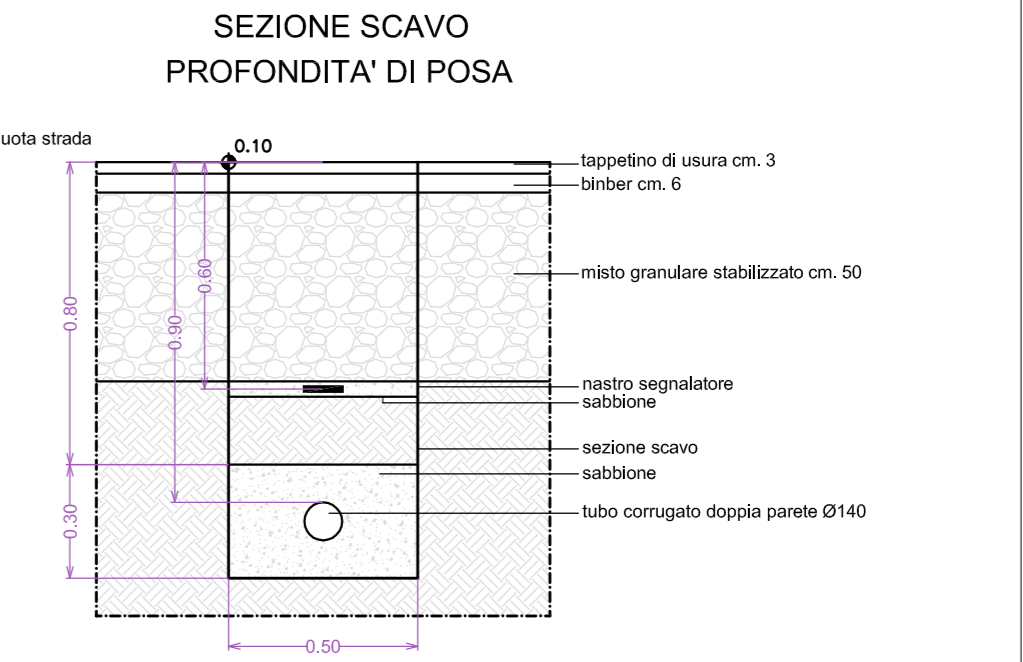 SEZIONE SCAVO
PROFONDITA' DI POSA
uota strada
0.10
tappetino di usura cm. 3
binber cm. 6
misto granulare stabilizzato cm. 50
0.60
0.80
0.90
nastro segnalatore
sabbione
sezione scavo
sabbione
tubo corrugato doppia parete Ø140
0.30
0.50